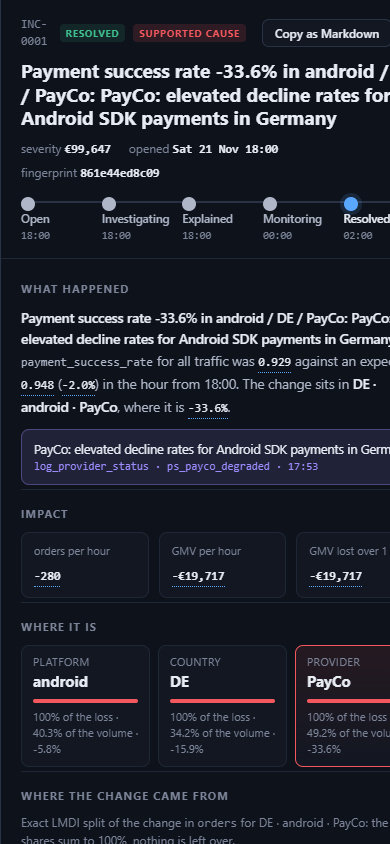 INC-
0001
RESOLVED
SUPPORTED CAUSE
Copy as Markdown
Payment success rate -33.6% in android /
/ PayCo: PayCo: elevated decline rates for
Android SDK payments in Germany
severity €99,647 opened Sat 21 Nov 18:00
fingerprint 861e44ed8c09
Open Investigating Explained Monitoring Resolved
18:00 18:00 18:00 00:00 02:00
WHAT HAPPENED
Payment success rate -33.6% in android / DE / PayCo: PayCo:
elevated decline rates for Android SDK payments in Germany
payment_success_rate for all traffic was 0.929 against an expe
0.948 (-2.0%) in the hour from 18:00. The change sits in DE ·
android · PayCo, where it is -33.6%.
PayCo: elevated decline rates for Android SDK payments in Germ
log_provider_status · ps_payco_degraded · 17:53
IMPACT
orders per hour GMV per hour GMV lost over 1
-280 -€19,717 -€19,717
WHERE IT IS
PLATFORM COUNTRY PROVIDER
android DE PayCo
100% of the loss · 100% of the loss · 100% of the loss
40.3% of the volume · 34.2% of the volume · 49.2% of the volu
-5.8% -15.9% -33.6%
WHERE THE CHANGE CAME FROM
Exact LMDI split of the change in orders for DE · android · PayCo: the
shares sum to 100%, nothing is left over.